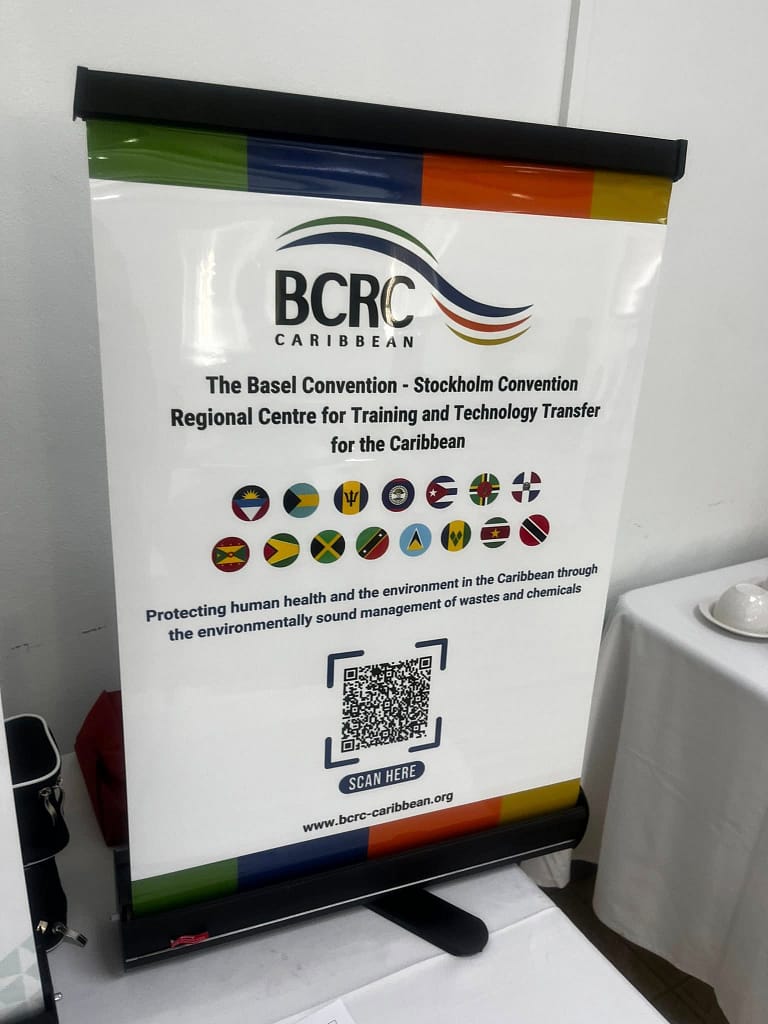 BCRC
CARIBBEAN
The Basel Convention - Stockholm Convention
Regional Centre for Training and Technology Transfer
for the Caribbean
Protecting human health and the environment in the Caribbean through
the environmentally sound management of wastes and chemicals
SCAN HERE
www.bcrc-caribbean.org